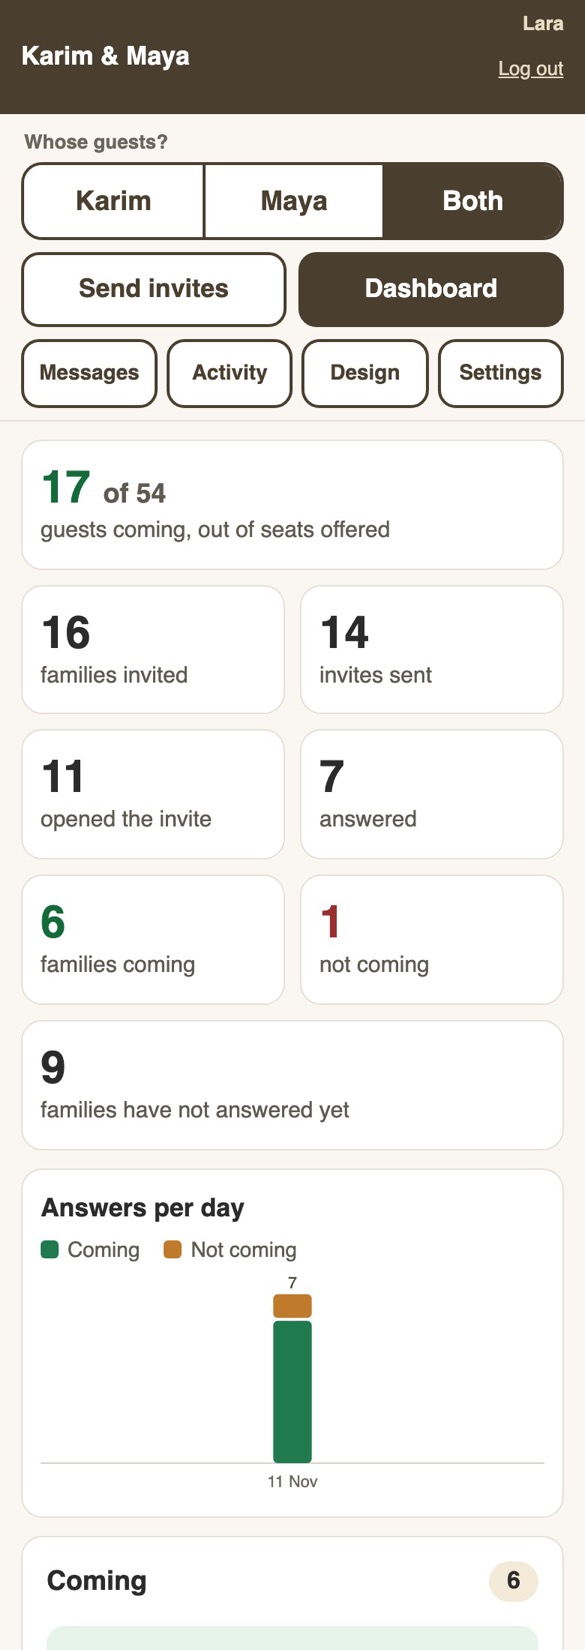 Lara
Karim & Maya
Log out
Whose guests?
Karim
Maya
Both
Send invites
Dashboard
Messages
Activity
Design
Settings
17 of 54
guests coming, out of seats offered
16
families invited
14
invites sent
11
opened the invite
7
answered
6
families coming
1
not coming
9
families have not answered yet
Answers per day
Coming
Not coming
7
11 Nov
Coming
6